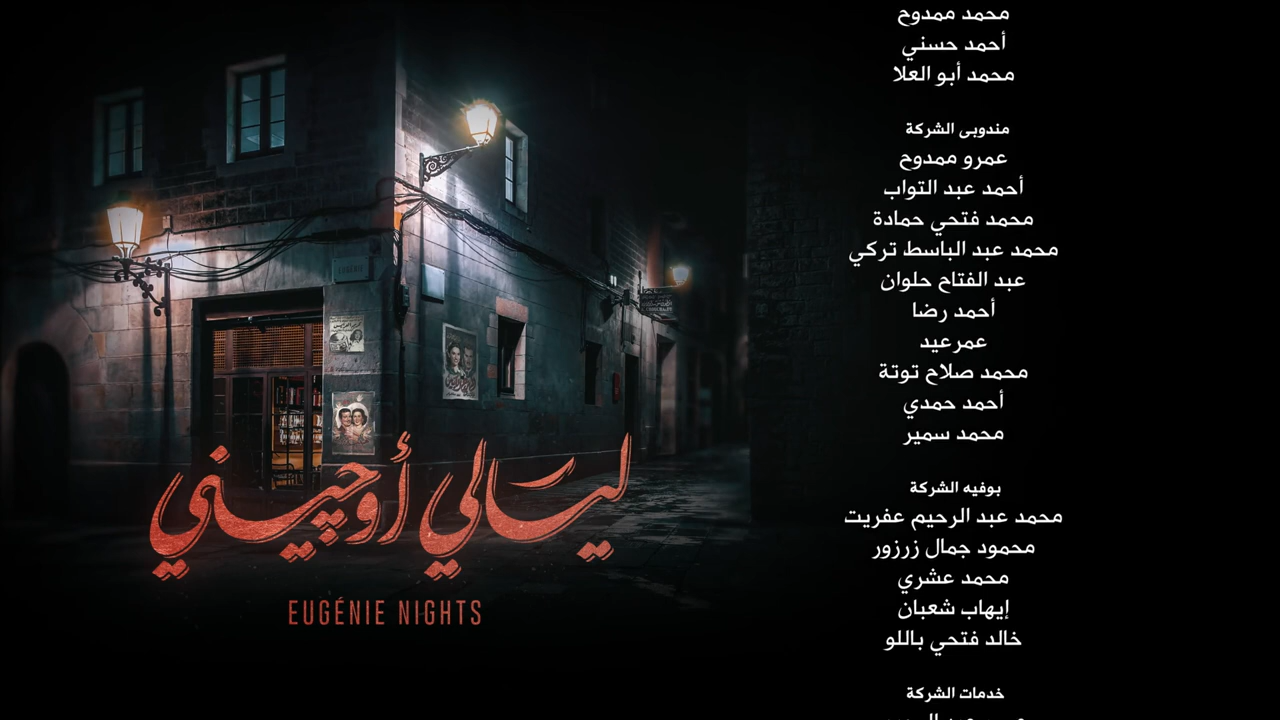 محمد ممدوح
أحمد حسني
محمد أبو العلا
مندوبى الشركة
عمرو ممدوح
أحمد عبد التواب
محمد فتحي حمادة
محمد عبد الباسط تركي
عبد الفتاح حلوان
أحمد رضا
عمرعيد
محمد صلاح توتة
أحمد حمدي
محمد سمير
بوفيه الشركة
محمد عبد الرحيم عفريت
محمود جمال زرزور
محمد عشري
إيهاب شعبان
خالد فتحي باللو
خدمات الشركة
ليالي أوچيني
EUGÉNIE NIGHTS
EUGÉNIE